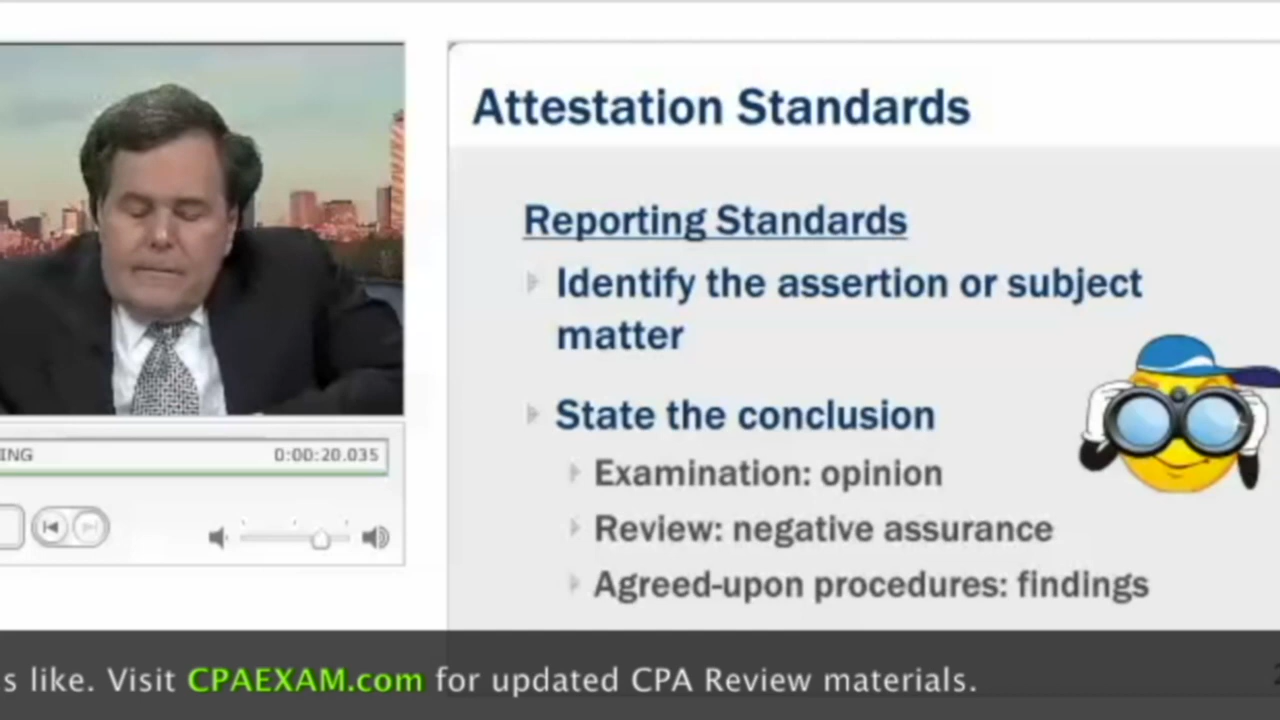 Attestation Standards
Reporting Standards
Identify the assertion or subject
matter
State the conclusion
Examination: opinion
Review: negative assurance
Agreed-upon procedures: findings
ING 0:00:20.035
s like. Visit CPAEXAM.com for updated CPA Review materials.